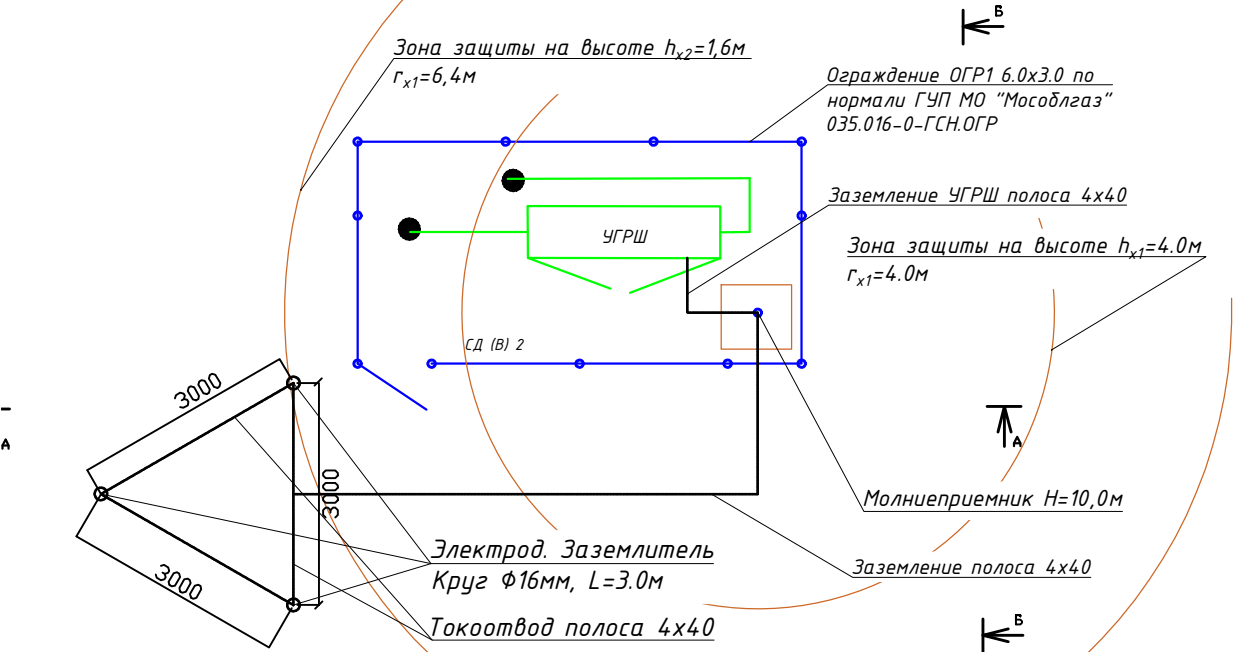 Б
Зона защиты на высоте hx2=1,6м
rx1=6,4м
Ограждение ОГР1 6.0х3.0 по
нормали ГУП МО "Мособлгаз"
035.016-0-ГСН.ОГР
Заземление УГРШ полоса 4х40
УГРШ
Зона защиты на высоте hx1=4.0м
rx1=4.0м
СД (В) 2
3000
А
А
3000
Молниеприемник Н=10,0м
Электрод. Заземлитель
Круг Ф16мм, L=3.0м
Заземление полоса 4х40
3000
Токоотвод полоса 4х40
Б